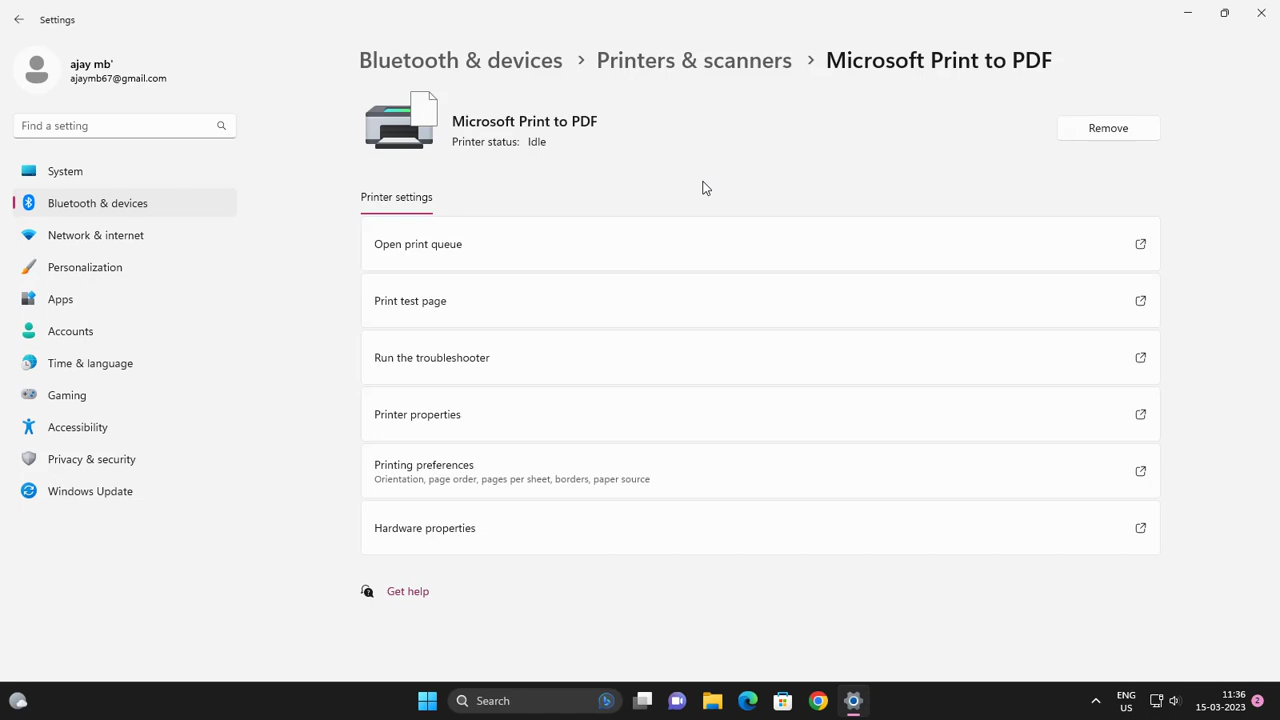 Settings
ajay mb'
ajaymb67@gmail.com
Find a setting
System
Bluetooth & devices
Network & internet
Personalization
Apps
Accounts
Time & language
Gaming
Accessibility
Privacy & security
Windows Update
Bluetooth & devices › Printers & scanners › Microsoft Print to PDF
Microsoft Print to PDF
Printer status: Idle
Remove
Printer settings
Open print queue
Print test page
Run the troubleshooter
Printer properties
Printing preferences
Orientation, page order, pages per sheet, borders, paper source
Hardware properties
Get help
Search
ENG
US
11:36
15-03-2023
2